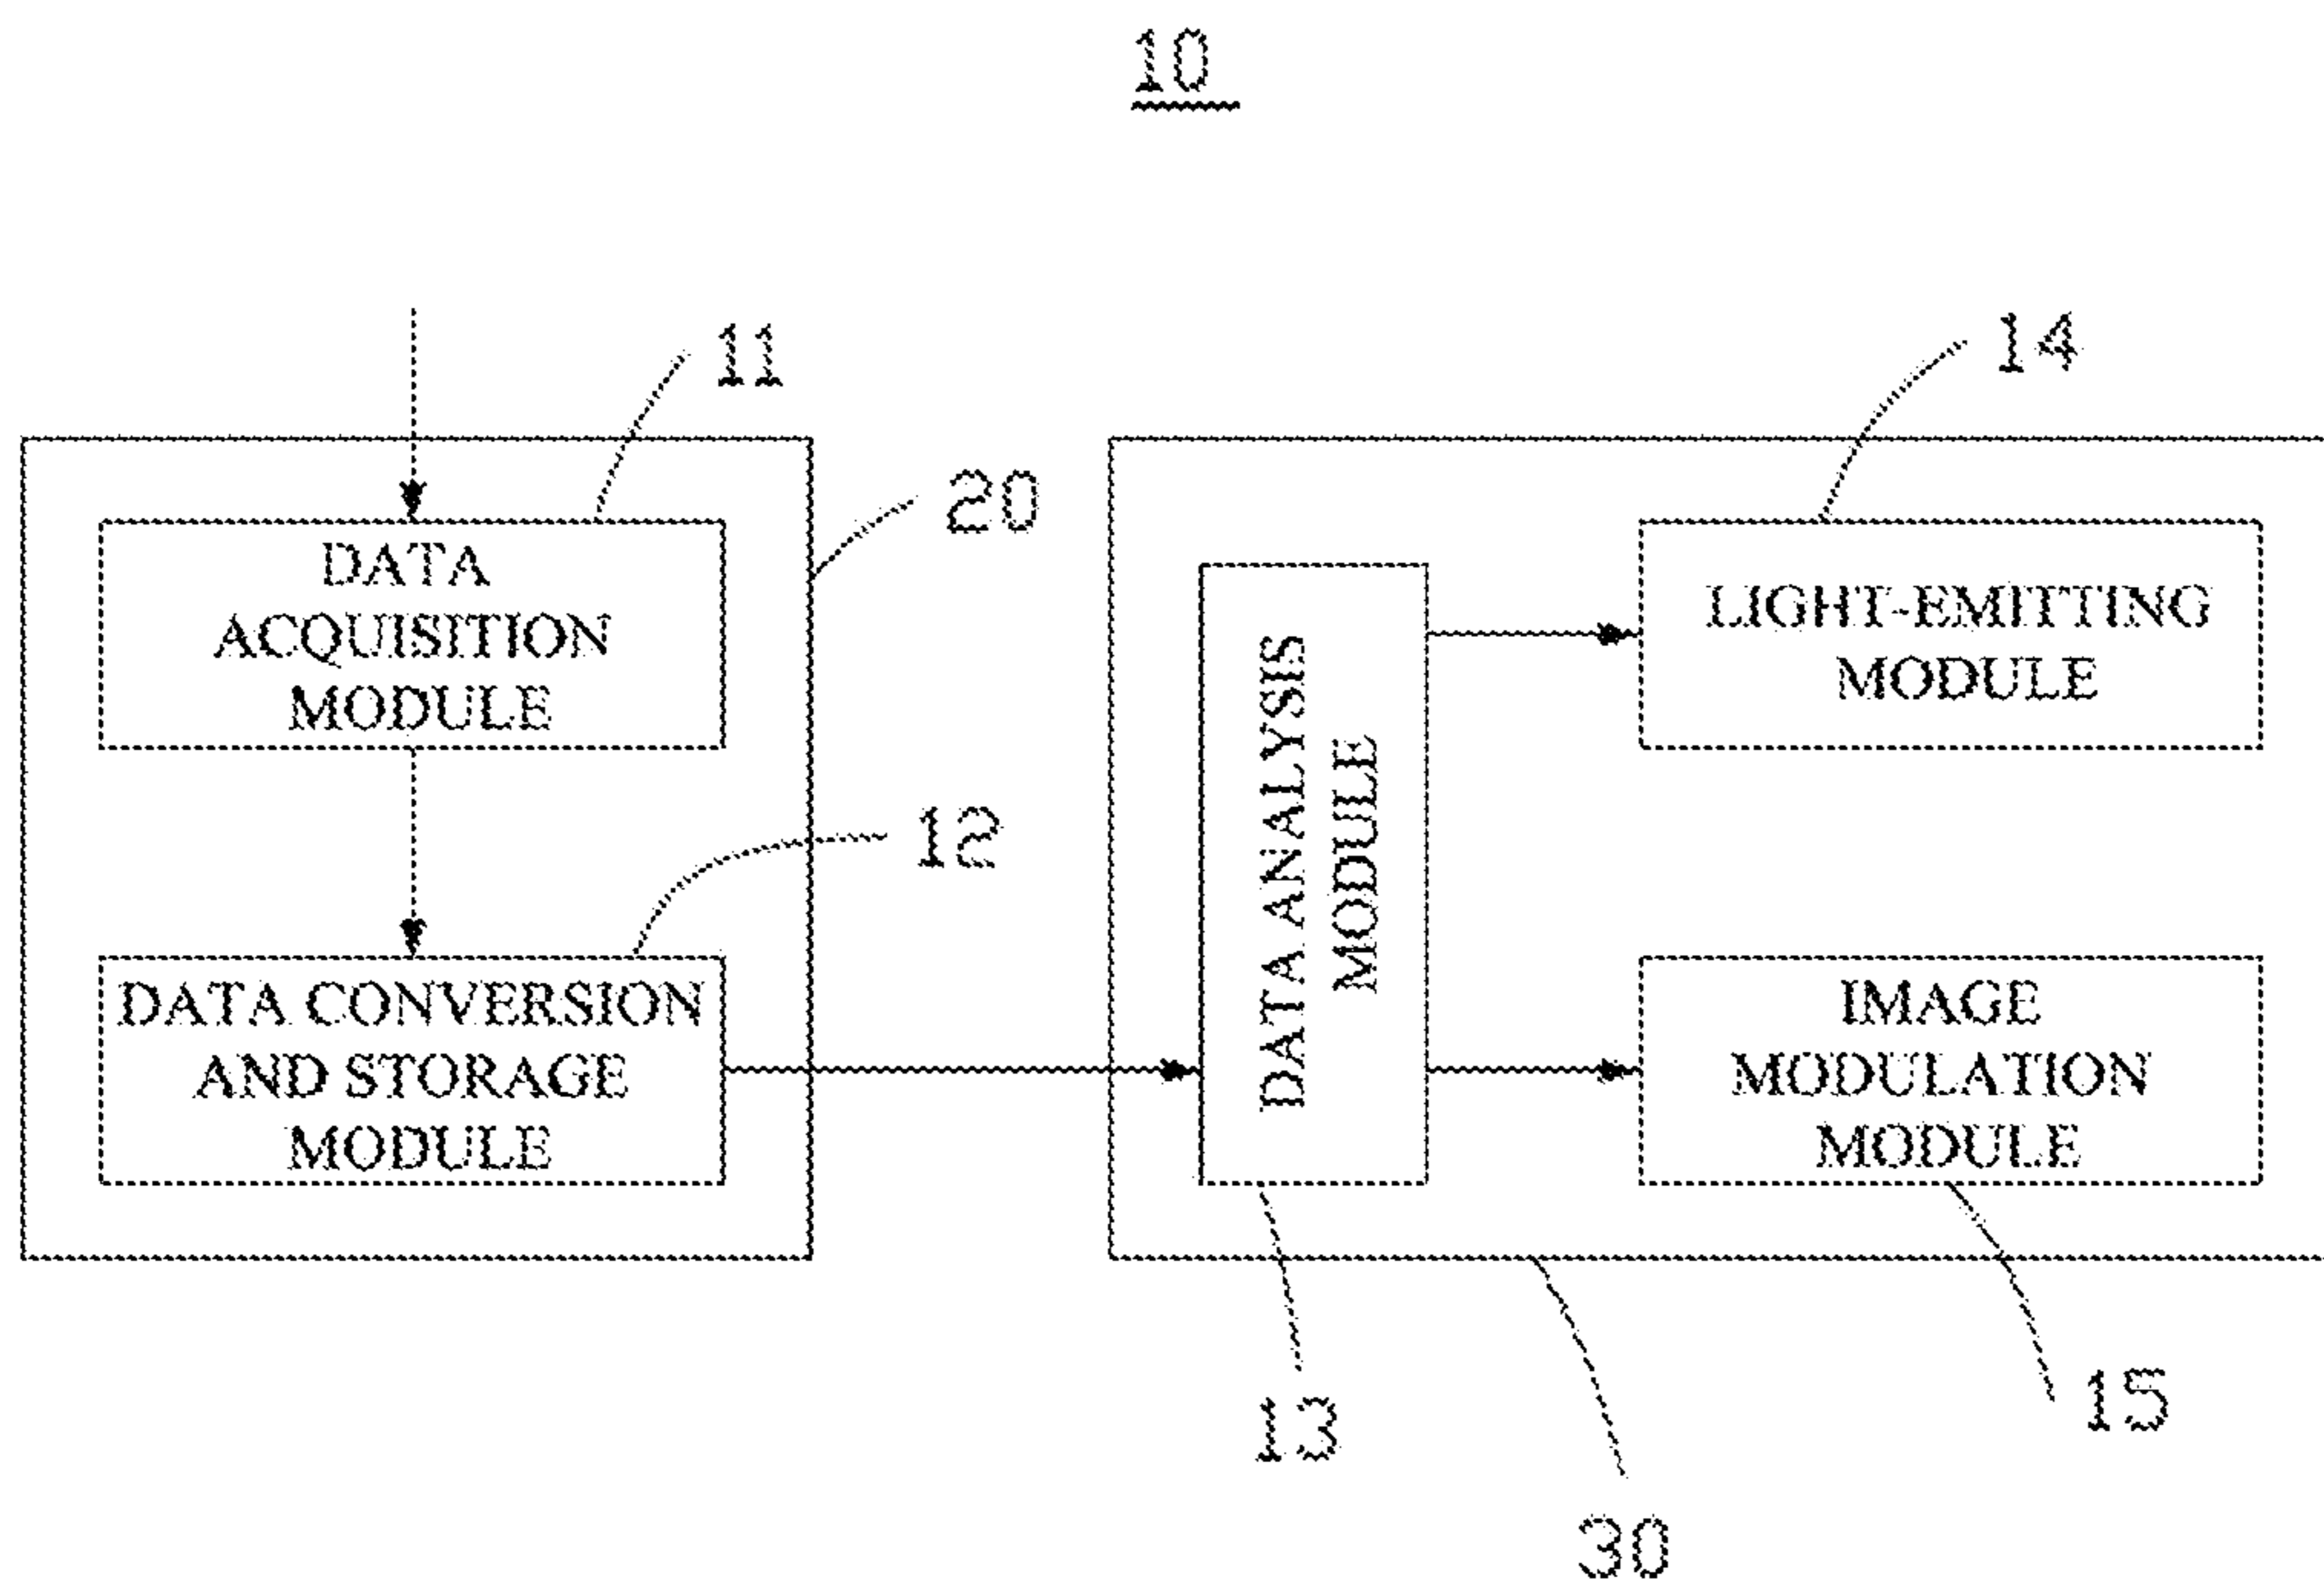 10
11
14
20
DATA
ACQUISITION
MODULE
LIGHT-EMITTING
MODULE
12
DATA ANALYSIS
MODULE
DATA CONVERSION
AND STORAGE
MODULE
IMAGE
MODULATION
MODULE
13
15
30